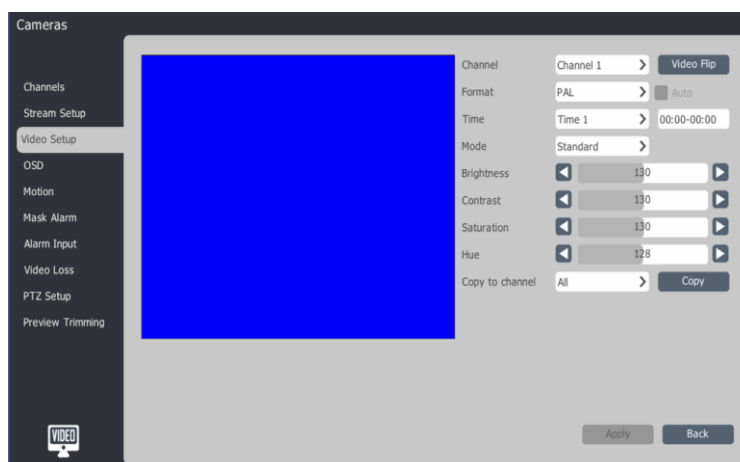 Cameras
Channels
Stream Setup
Video Setup
OSD
Motion
Mask Alarm
Alarm Input
Video Loss
PTZ Setup
Preview Trimming
VIDEO
Channel Channel 1 > Video Flip
Format PAL > Auto
Time Time 1 > 00:00-00:00
Mode Standard >
Brightness 130
Contrast 130
Saturation 130
Hue 128
Copy to channel All > Copy
Apply Back